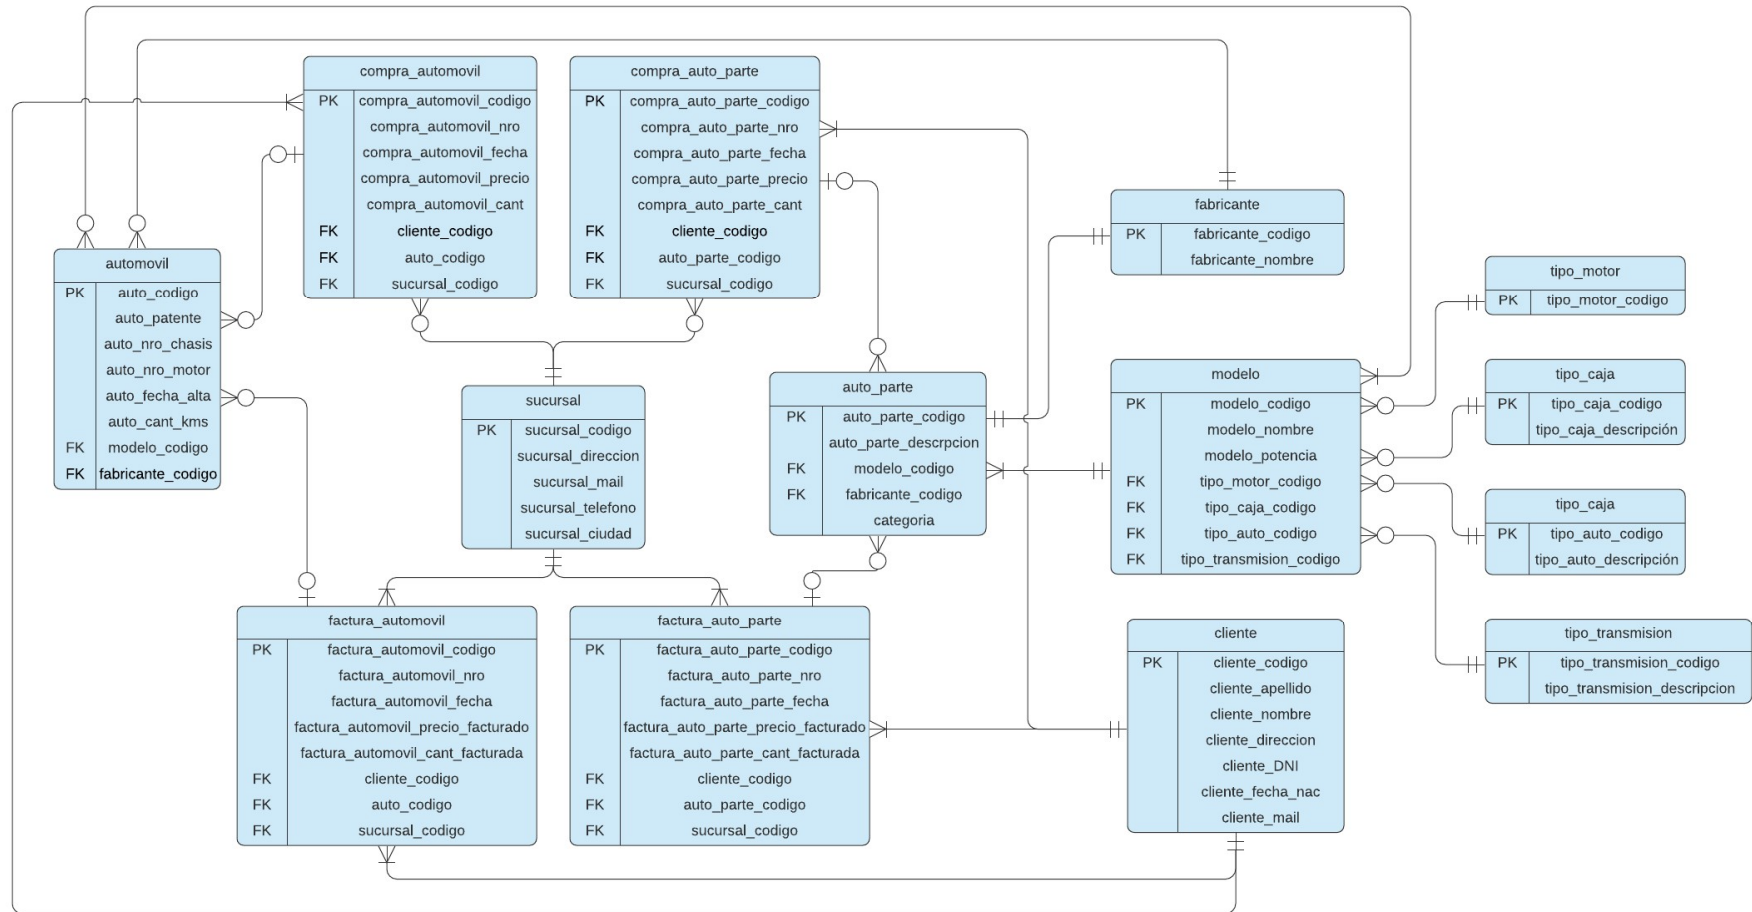 compra_automovil
PK compra_automovil_codigo
compra_automovil_nro
compra_automovil_fecha
compra_automovil_precio
compra_automovil_cant
FK cliente_codigo
FK auto_codigo
FK sucursal_codigo
compra_auto_parte
PK compra_auto_parte_codigo
compra_auto_parte_nro
compra_auto_parte_fecha
compra_auto_parte_precio
compra_auto_parte_cant
FK cliente_codigo
FK auto_parte_codigo
FK sucursal_codigo
fabricante
PK fabricante_codigo
fabricante_nombre
automovil
PK auto_codigo
auto_patente
auto_nro_chasis
auto_nro_motor
auto_fecha_alta
auto_cant_kms
FK modelo_codigo
FK fabricante_codigo
tipo_motor
PK tipo_motor_codigo
sucursal
PK sucursal_codigo
sucursal_direccion
sucursal_mail
sucursal_telefono
sucursal_ciudad
auto_parte
PK auto_parte_codigo
auto_parte_descrpcion
FK modelo_codigo
FK fabricante_codigo
categoria
modelo
PK modelo_codigo
modelo_nombre
modelo_potencia
FK tipo_motor_codigo
FK tipo_caja_codigo
FK tipo_auto_codigo
FK tipo_transmision_codigo
tipo_caja
PK tipo_caja_codigo
tipo_caja_descripción
tipo_caja
PK tipo_auto_codigo
tipo_auto_descripción
factura_automovil
PK factura_automovil_codigo
factura_automovil_nro
factura_automovil_fecha
factura_automovil_precio_facturado
factura_automovil_cant_facturada
FK cliente_codigo
FK auto_codigo
FK sucursal_codigo
factura_auto_parte
PK factura_auto_parte_codigo
factura_auto_parte_nro
factura_auto_parte_fecha
factura_auto_parte_precio_facturado
factura_auto_parte_cant_facturada
FK cliente_codigo
FK auto_parte_codigo
FK sucursal_codigo
cliente
PK cliente_codigo
cliente_apellido
cliente_nombre
cliente_direccion
cliente_DNI
cliente_fecha_nac
cliente_mail
tipo_transmision
PK tipo_transmision_codigo
tipo_transmision_descripcion